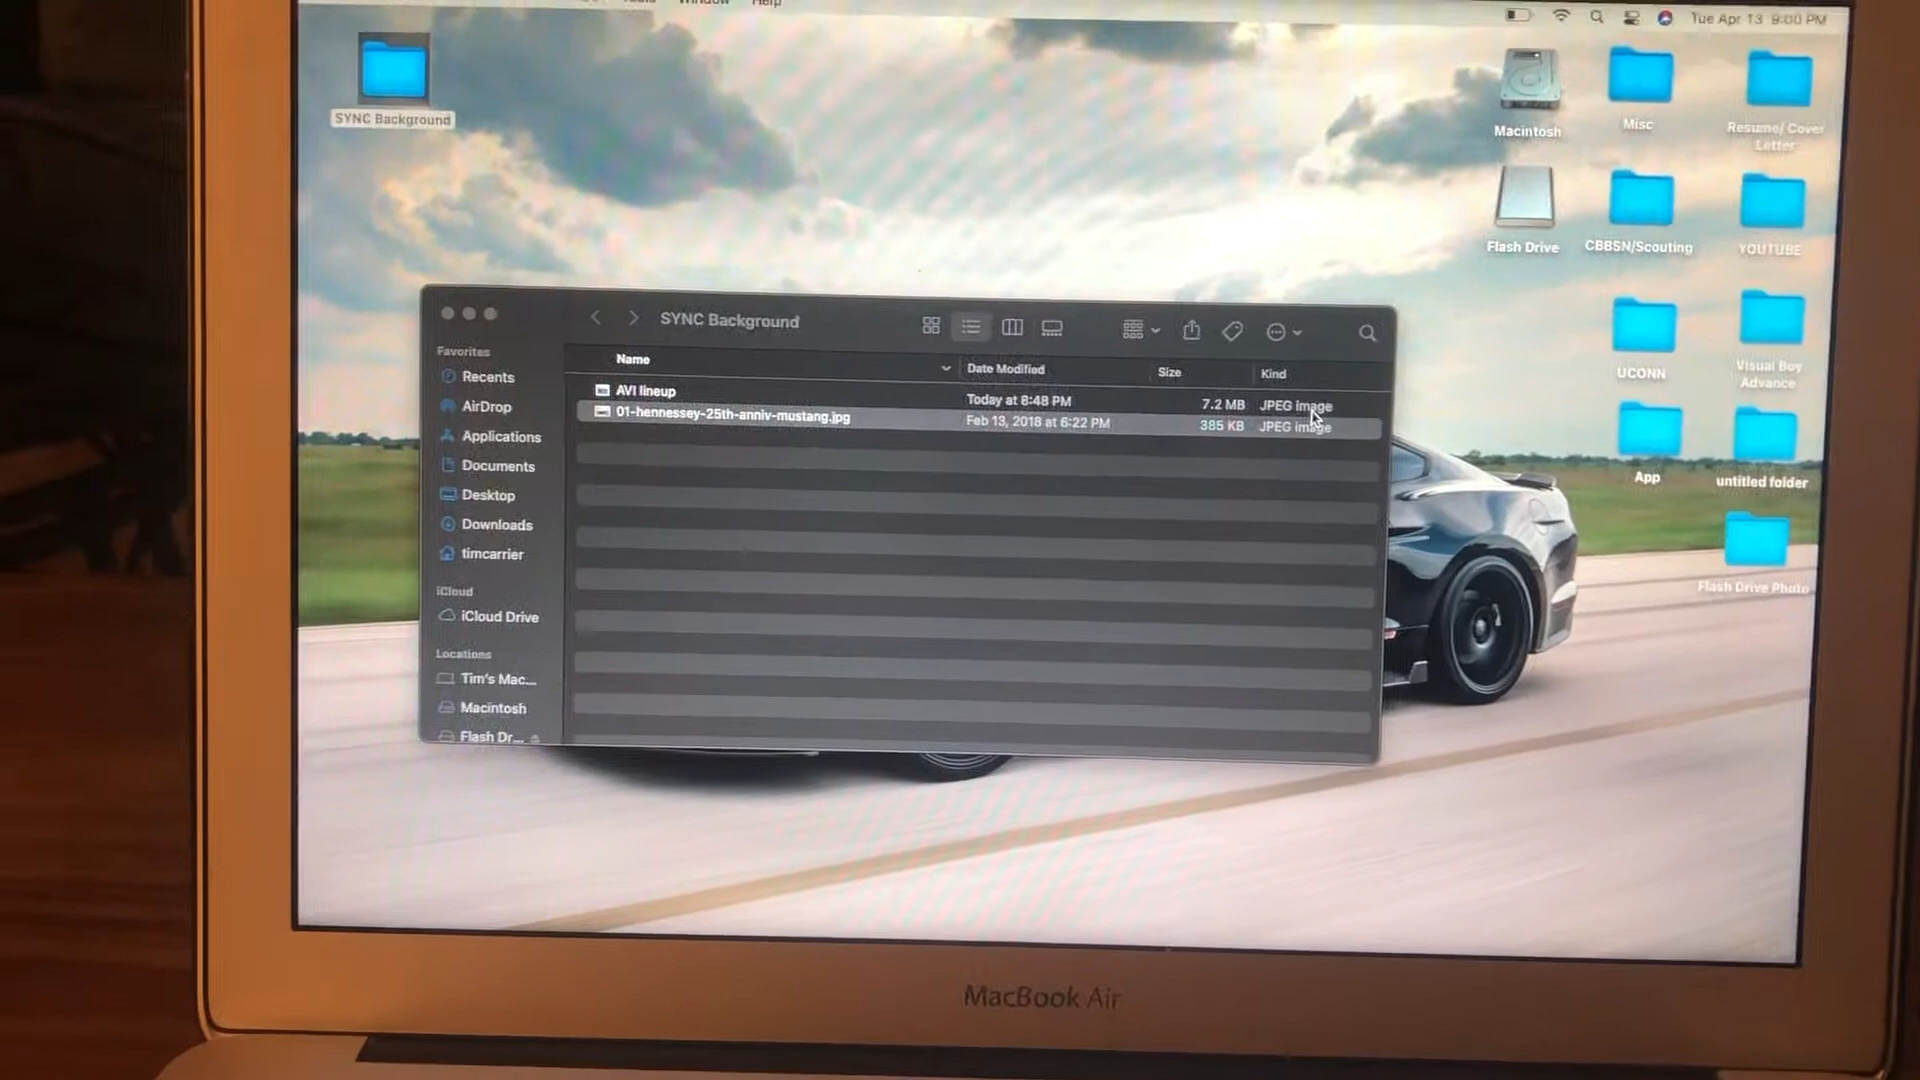 Window Help
Tue Apr 13 9:00 PM
SYNC Background
Macintosh
Misc
Resume/ Cover
Letter
Flash Drive
CBBSN/Scouting
YOUTUBE
UCONN
Visual Boy
Advance
App
untitled folder
Flash Drive Photo
SYNC Background
Favorites
Recents
AirDrop
Applications
Documents
Desktop
Downloads
timcarrier
iCloud
iCloud Drive
Locations
Tim's Mac...
Macintosh
Flash Dr...
Name Date Modified Size Kind
AVI lineup Today at 8:48 PM 7.2 MB JPEG image
01-hennessey-25th-anniv-mustang.jpg Feb 13, 2018 at 6:22 PM 385 KB JPEG image
MacBook Air